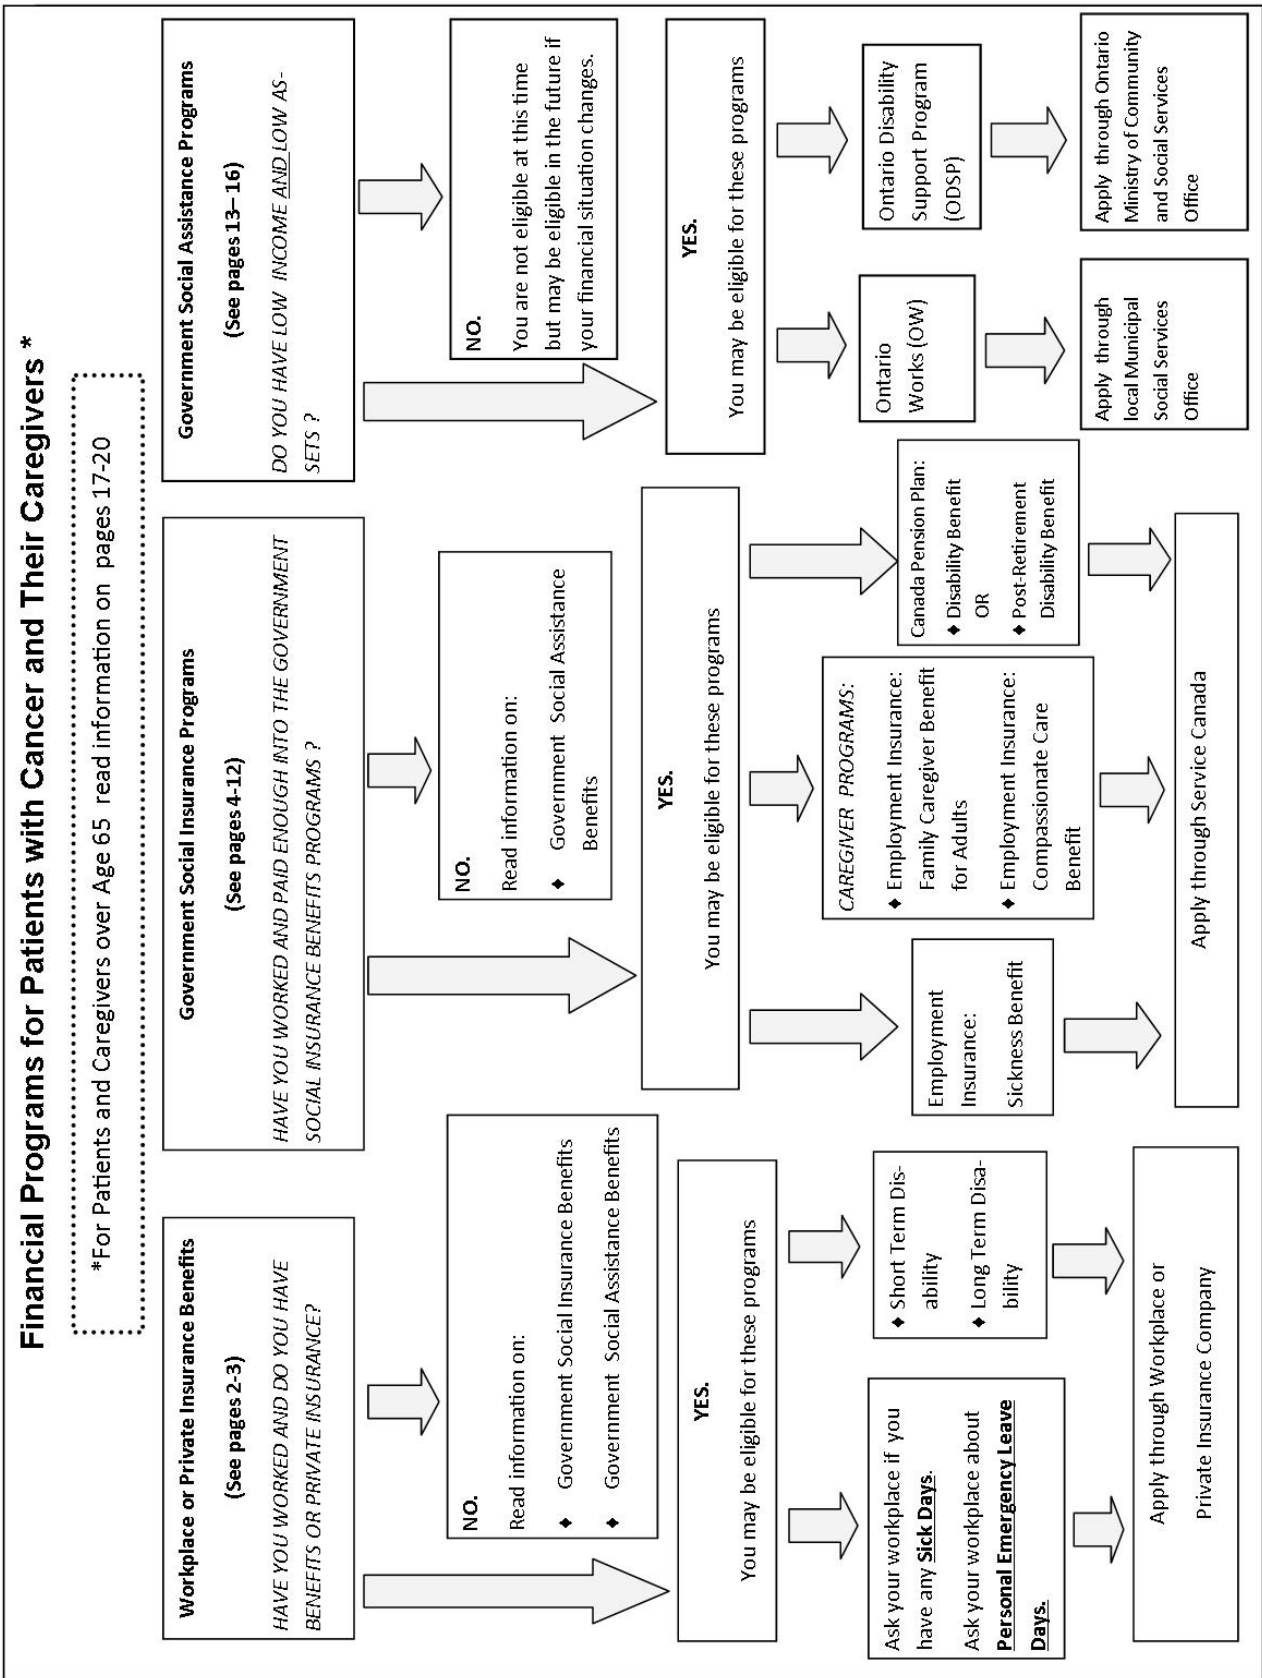 Financial Programs for Patients with Cancer and Their Caregivers *
*For Patients and Caregivers over Age 65 read information on pages 17-20
Workplace or Private Insurance Benefits
(See pages 2-3)
HAVE YOU WORKED AND DO YOU HAVE
BENEFITS OR PRIVATE INSURANCE?
NO.
Read information on:
♦ Government Social Insurance Benefits
♦ Government Social Assistance Benefits
YES.
You may be eligible for these programs
Ask your workplace if you
have any Sick Days.
Ask your workplace about
Personal Emergency Leave
Days.
♦ Short Term Dis-
ability
♦ Long Term Disa-
bility
Apply through Workplace or
Private Insurance Company
Government Social Insurance Programs
(See pages 4-12)
HAVE YOU WORKED AND PAID ENOUGH INTO THE GOVERNMENT
SOCIAL INSURANCE BENEFITS PROGRAMS ?
NO.
Read information on:
♦ Government Social Assistance
Benefits
YES.
You may be eligible for these programs
Employment
Insurance:
Sickness Benefit
CAREGIVER PROGRAMS:
♦ Employment Insurance:
Family Caregiver Benefit
for Adults
♦ Employment Insurance:
Compassionate Care
Benefit
Canada Pension Plan:
♦ Disability Benefit
OR
♦ Post-Retirement
Disability Benefit
Apply through Service Canada
Government Social Assistance Programs
(See pages 13– 16)
DO YOU HAVE LOW INCOME AND LOW AS-
SETS ?
NO.
You are not eligible at this time
but may be eligible in the future if
your financial situation changes.
YES.
You may be eligible for these programs
Ontario
Works (OW)
Ontario Disability
Support Program
(ODSP)
Apply through
local Municipal
Social Services
Office
Apply through Ontario
Ministry of Community
and Social Services
Office